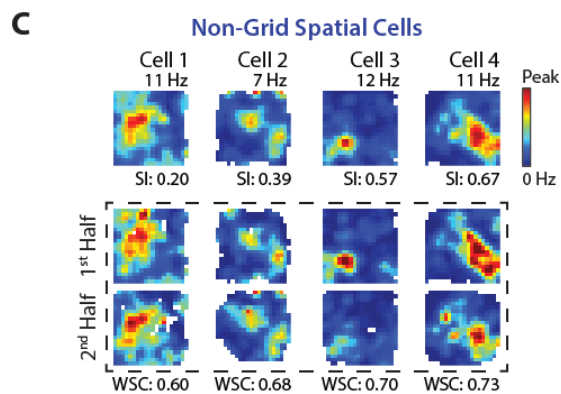 C
Non-Grid Spatial Cells
Cell 1 Cell 2 Cell 3 Cell 4
11 Hz 7 Hz 12 Hz 11 Hz
Peak
0 Hz
SI: 0.20 SI: 0.39 SI: 0.57 SI: 0.67
1st Half
2nd Half
WSC: 0.60 WSC: 0.68 WSC: 0.70 WSC: 0.73